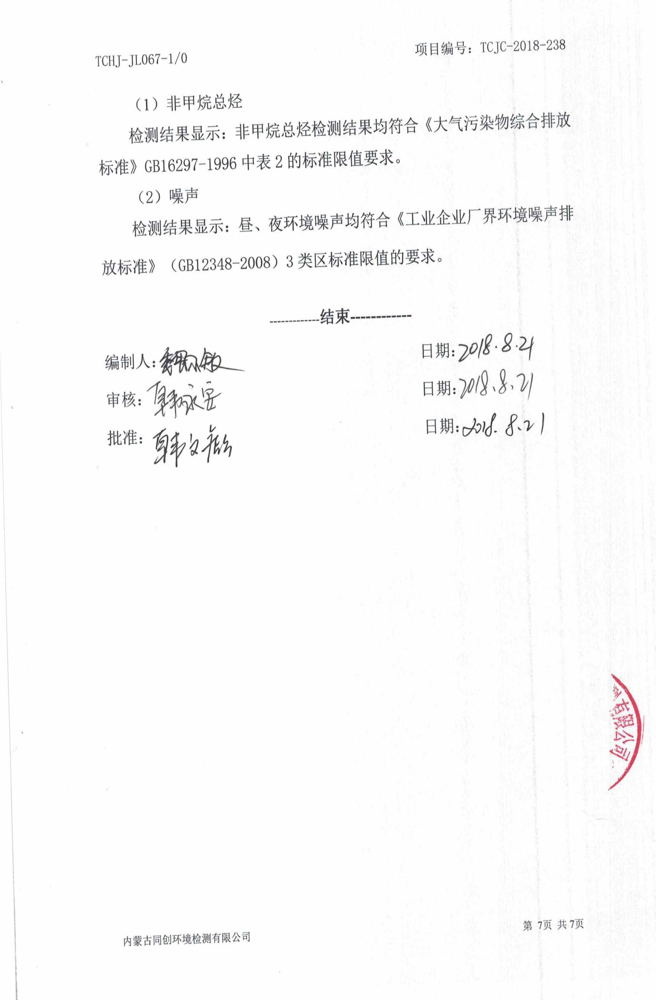 TCHJ-JL067-1/0
项目编号：TCJC-2018-238
（1）非甲烷总烃
检测结果显示：非甲烷总烃检测结果均符合《大气污染物综合排放
标准》GB16297-1996 中表 2 的标准限值要求。
（2）噪声
检测结果显示：昼、夜环境噪声均符合《工业企业厂界环境噪声排
放标准》（GB12348-2008）3 类区标准限值的要求。
-------------结束------------
编制人：
日期：2018.8.21
审核：韩永
日期：2018.8.21
批准：韩文
日期：2018.8.21
有限公司
内蒙古同创环境检测有限公司
第 7页 共 7页